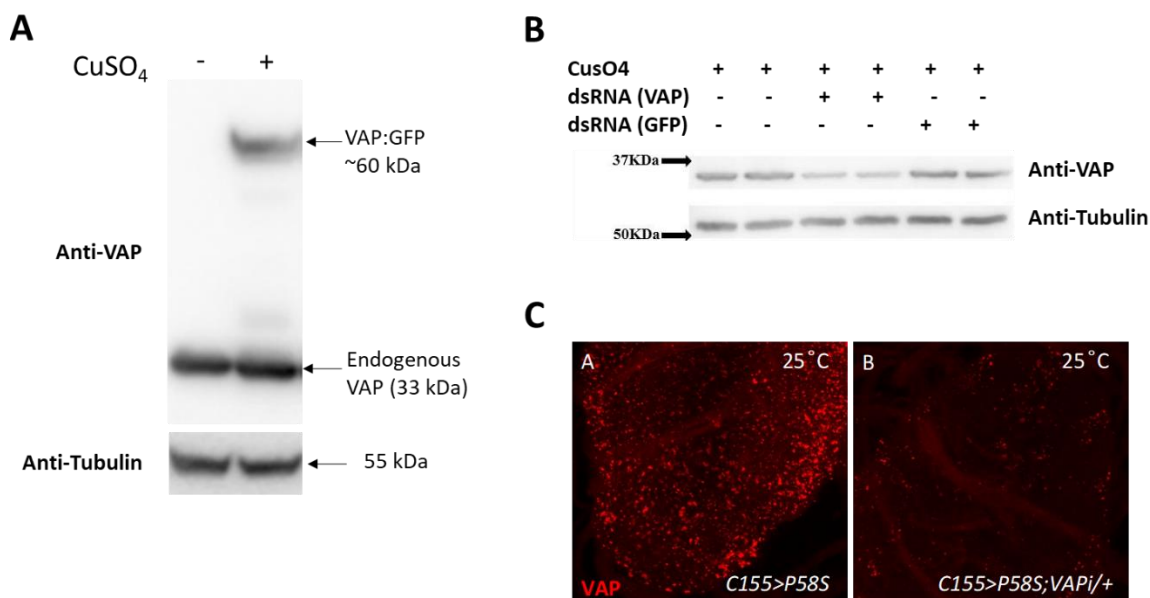 A
CuSO4 - +
VAP:GFP
~60 kDa
Anti-VAP
Endogenous
VAP (33 kDa)
Anti-Tubulin
55 kDa
B
CusO4 + + + + + +
dsRNA (VAP) - - + + - -
dsRNA (GFP) - - - - + +
37KDa
Anti-VAP
Anti-Tubulin
50KDa
C
A 25°C
VAP C155>P58S
B 25°C
C155>P58S;VAPi/+